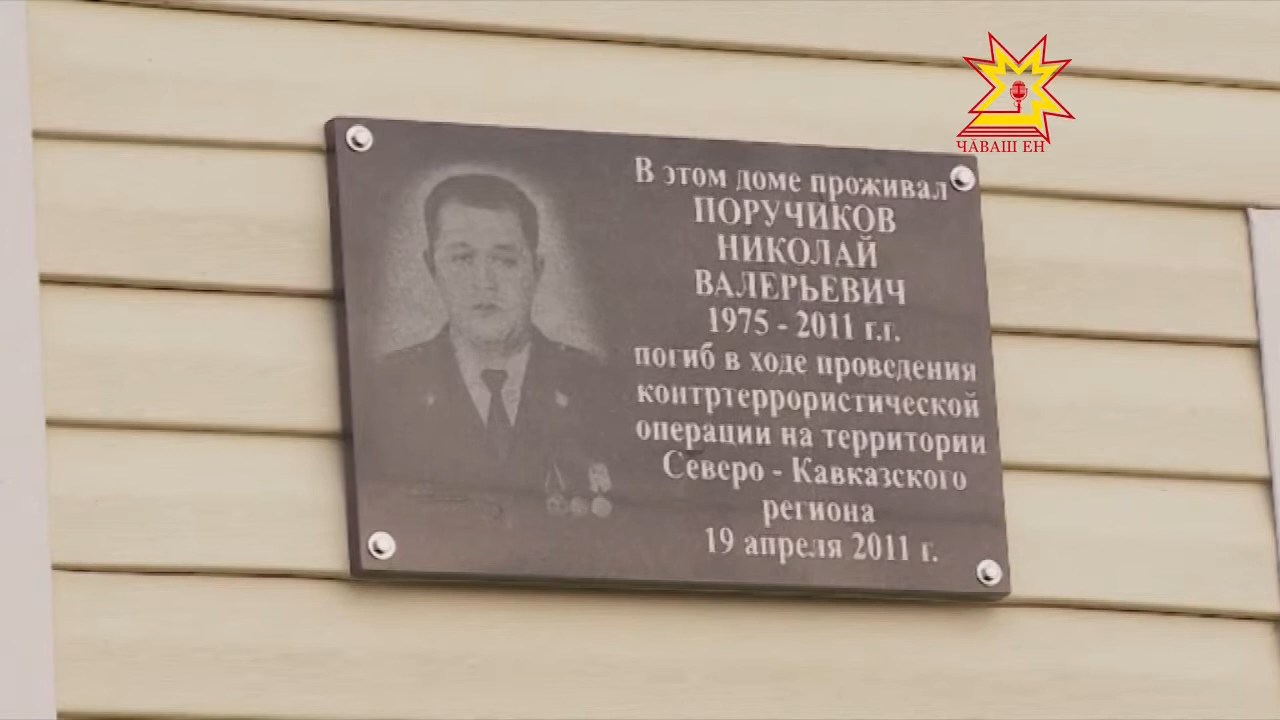 ЧӐВАШ ЕН
В этом доме проживал
ПОРУЧИКОВ
НИКОЛАЙ
ВАЛЕРЬЕВИЧ
1975 - 2011 г.г.
погиб в ходе проведения
контртеррористической
операции на территории
Северо - Кавказского
региона
19 апреля 2011 г.